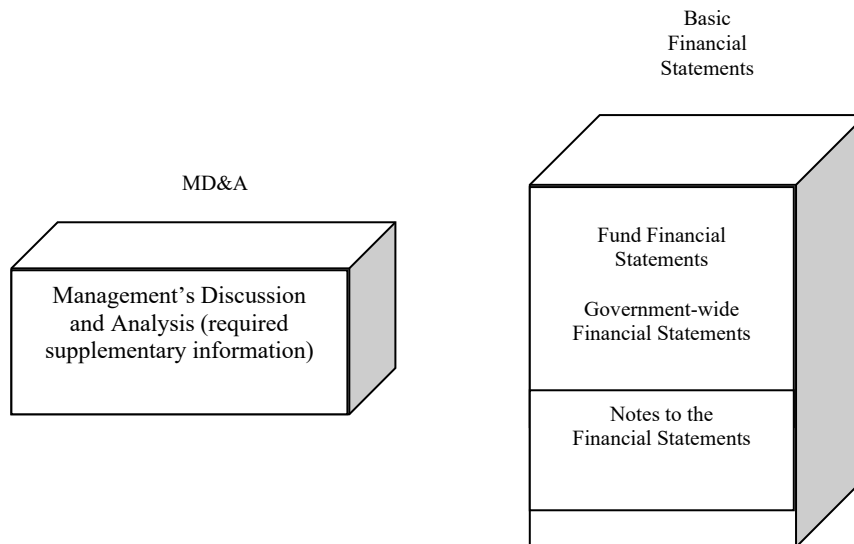 MD&A
Management’s Discussion
and Analysis (required
supplementary information)
Basic
Financial
Statements
Fund Financial
Statements
Government-wide
Financial Statements
Notes to the
Financial Statements